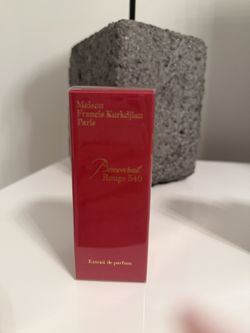 Maison
Francis Kurkdjian
Paris
Baccarat
Rouge 540
Extrait de parfum